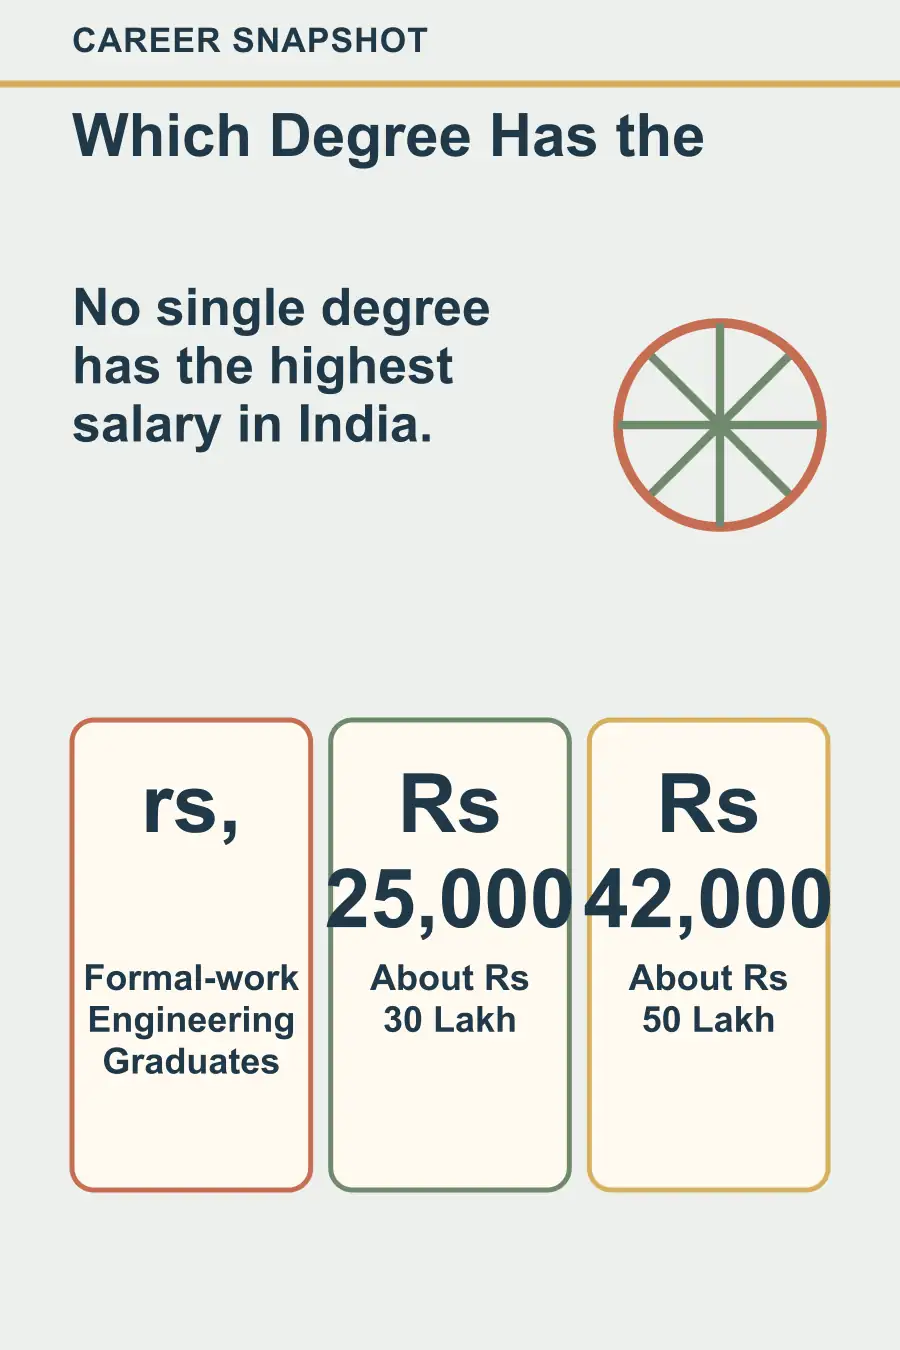 CAREER SNAPSHOT
Which Degree Has the
No single degree
has the highest
salary in India.
rs,
Formal-work
Engineering
Graduates
Rs
25,000
About Rs
30 Lakh
Rs
42,000
About Rs
50 Lakh